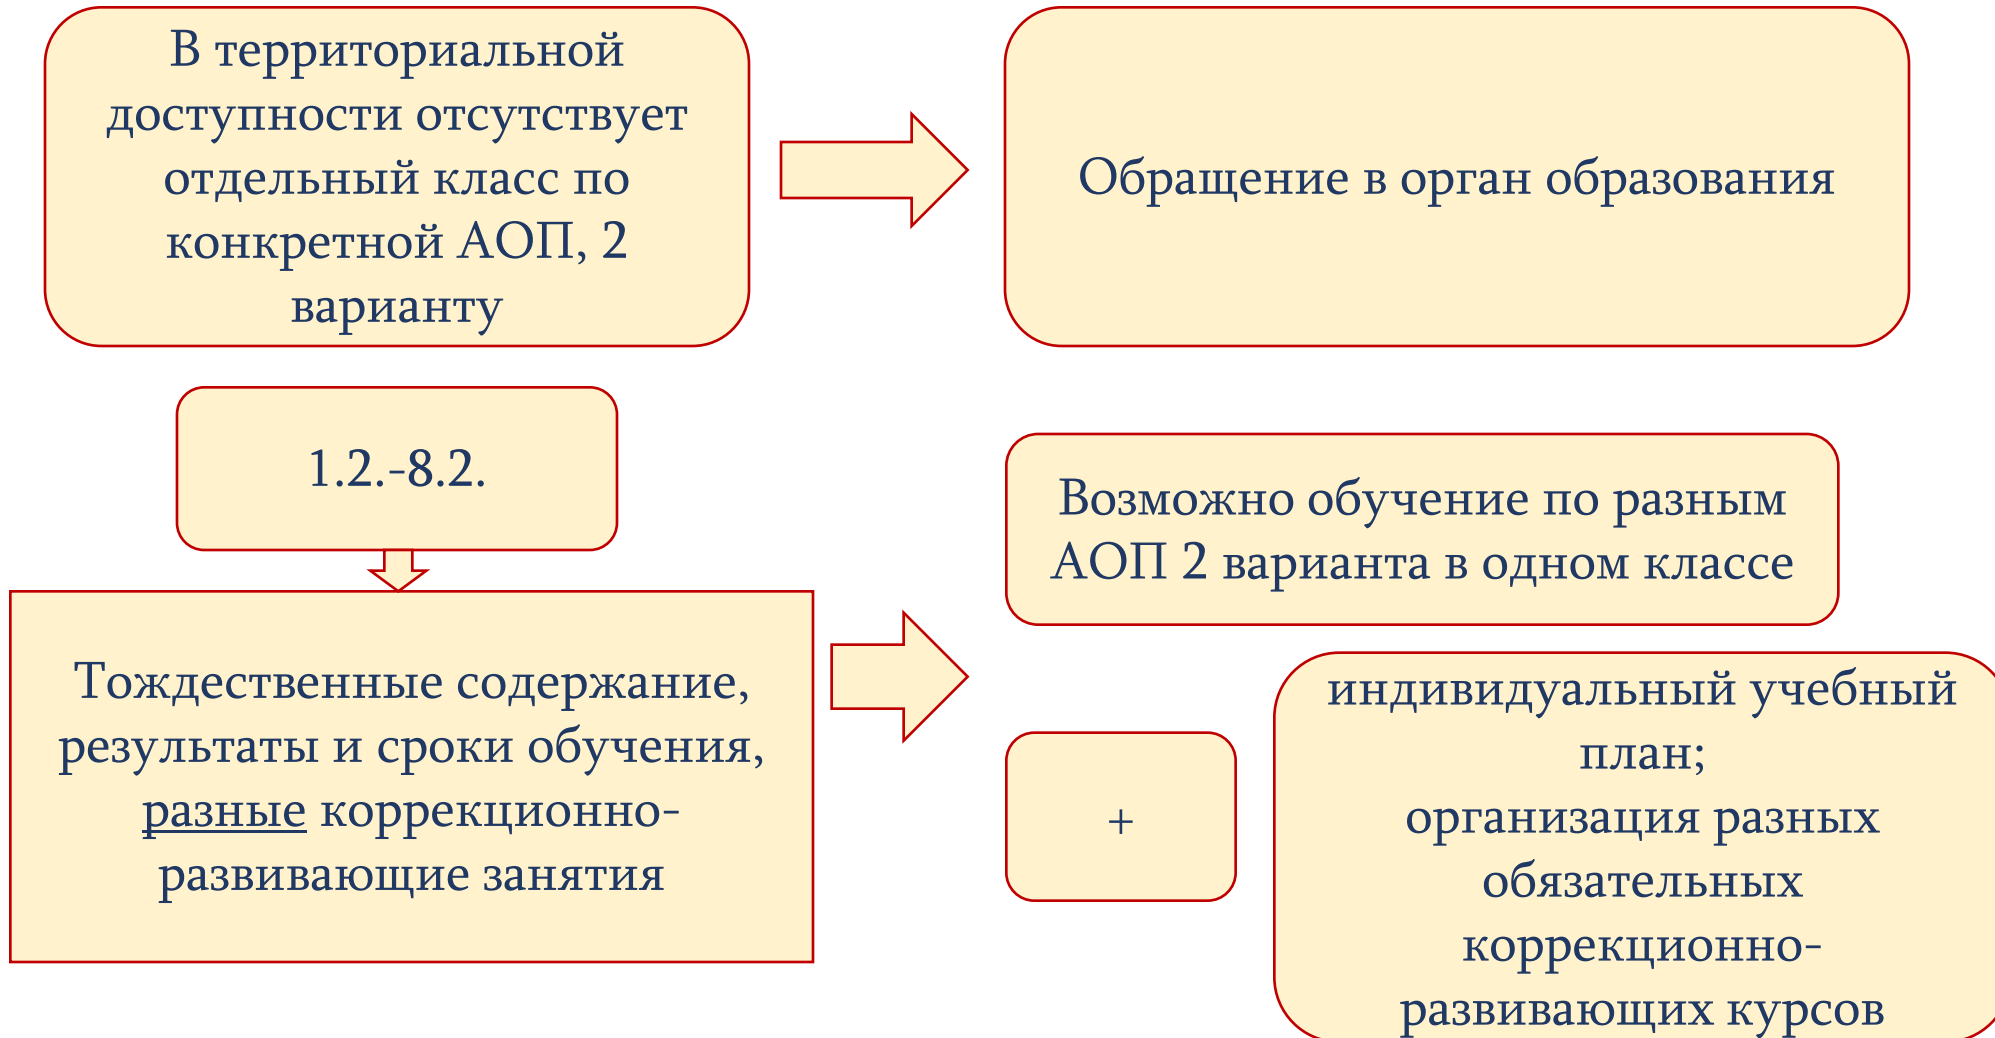 В территориальной
доступности отсутствует
отдельный класс по
конкретной АОП, 2
варианту
Обращение в орган образования
1.2.-8.2.
Тождественные содержание,
результаты и сроки обучения,
разные коррекционно-
развивающие занятия
Возможно обучение по разным
АОП 2 варианта в одном классе
+
индивидуальный учебный
план;
организация разных
обязательных
коррекционно-
развивающих курсов